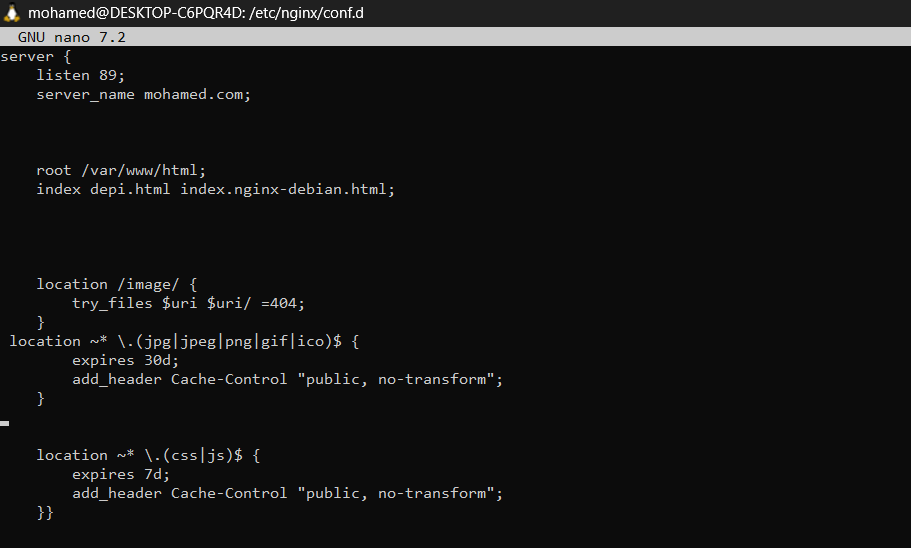 mohamed@DESKTOP-C6PQR4D: /etc/nginx/conf.d
GNU nano 7.2
server {
    listen 89;
    server_name mohamed.com;
    root /var/www/html;
    index depi.html index.nginx-debian.html;
    location /image/ {
        try_files $uri $uri/ =404;
    }
 location ~* \.(jpg|jpeg|png|gif|ico)$ {
        expires 30d;
        add_header Cache-Control "public, no-transform";
    }
    location ~* \.(css|js)$ {
        expires 7d;
        add_header Cache-Control "public, no-transform";
    }}